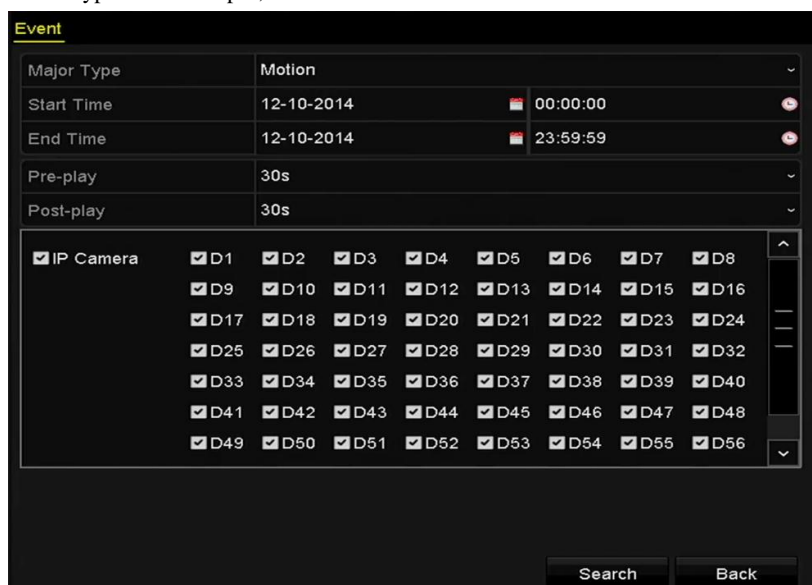 Event
Major Type Motion
Start Time 12-10-2014 00:00:00
End Time 12-10-2014 23:59:59
Pre-play 30s
Post-play 30s
IP Camera D1 D2 D3 D4 D5 D6 D7 D8
D9 D10 D11 D12 D13 D14 D15 D16
D17 D18 D19 D20 D21 D22 D23 D24
D25 D26 D27 D28 D29 D30 D31 D32
D33 D34 D35 D36 D37 D38 D39 D40
D41 D42 D43 D44 D45 D46 D47 D48
D49 D50 D51 D52 D53 D54 D55 D56
Search Back